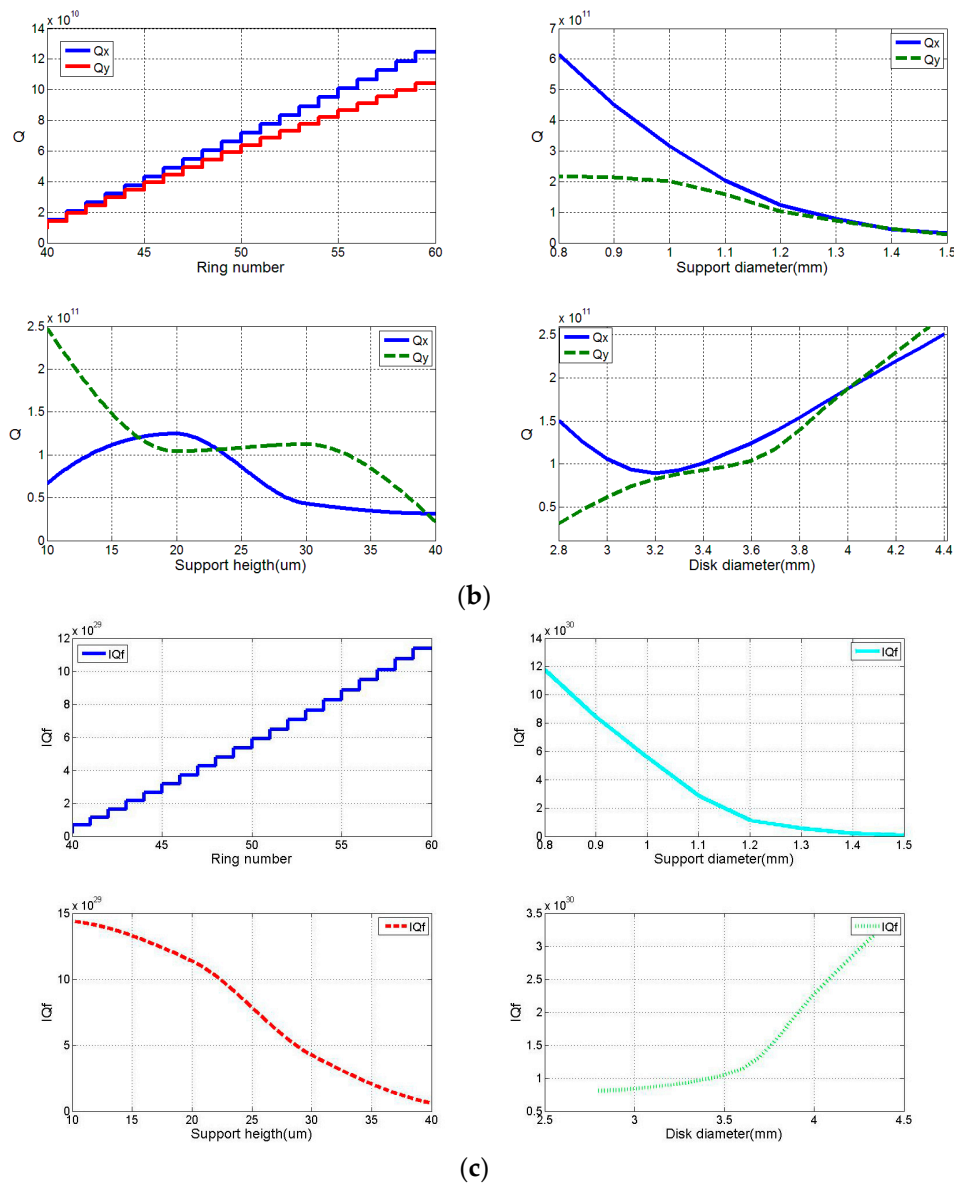 x 10^10
14
12
10
8
6
4
2
0
Q
Qx
Qy
40 45 50 55 60
Ring number
x 10^11
7
6
5
4
3
2
1
0
Q
Qx
Qy
0.8 0.9 1 1.1 1.2 1.3 1.4 1.5
Support diameter(mm)
x 10^11
2.5
2
1.5
1
0.5
0
Q
Qx
Qy
10 15 20 25 30 35 40
Support heigth(um)
x 10^11
2.5
2
1.5
1
0.5
Q
Qx
Qy
2.8 3 3.2 3.4 3.6 3.8 4 4.2 4.4
Disk diameter(mm)
(b)
x 10^29
12
10
8
6
4
2
0
IQf
IQf
40 45 50 55 60
Ring number
x 10^30
14
12
10
8
6
4
2
0
IQf
IQf
0.8 0.9 1 1.1 1.2 1.3 1.4 1.5
Support diameter(mm)
x 10^29
15
10
5
0
IQf
IQf
10 15 20 25 30 35 40
Support heigth(um)
x 10^30
3.5
3
2.5
2
1.5
1
0.5
IQf
IQf
2.5 3 3.5 4 4.5
Disk diameter(mm)
(c)